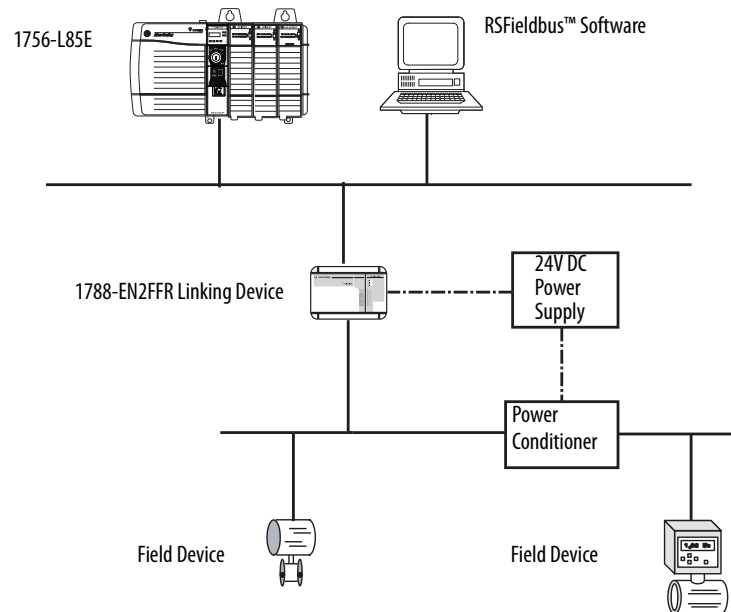 1756-L85E
RSFieldbus™ Software
1788-EN2FFR Linking Device
24V DC
Power
Supply
Power
Conditioner
Field Device
Field Device